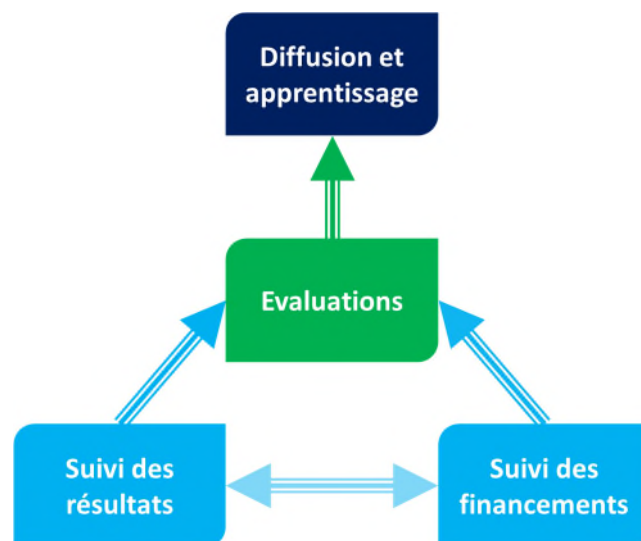 Diffusion et
apprentissage
Evaluations
Suivi des
résultats
Suivi des
financements